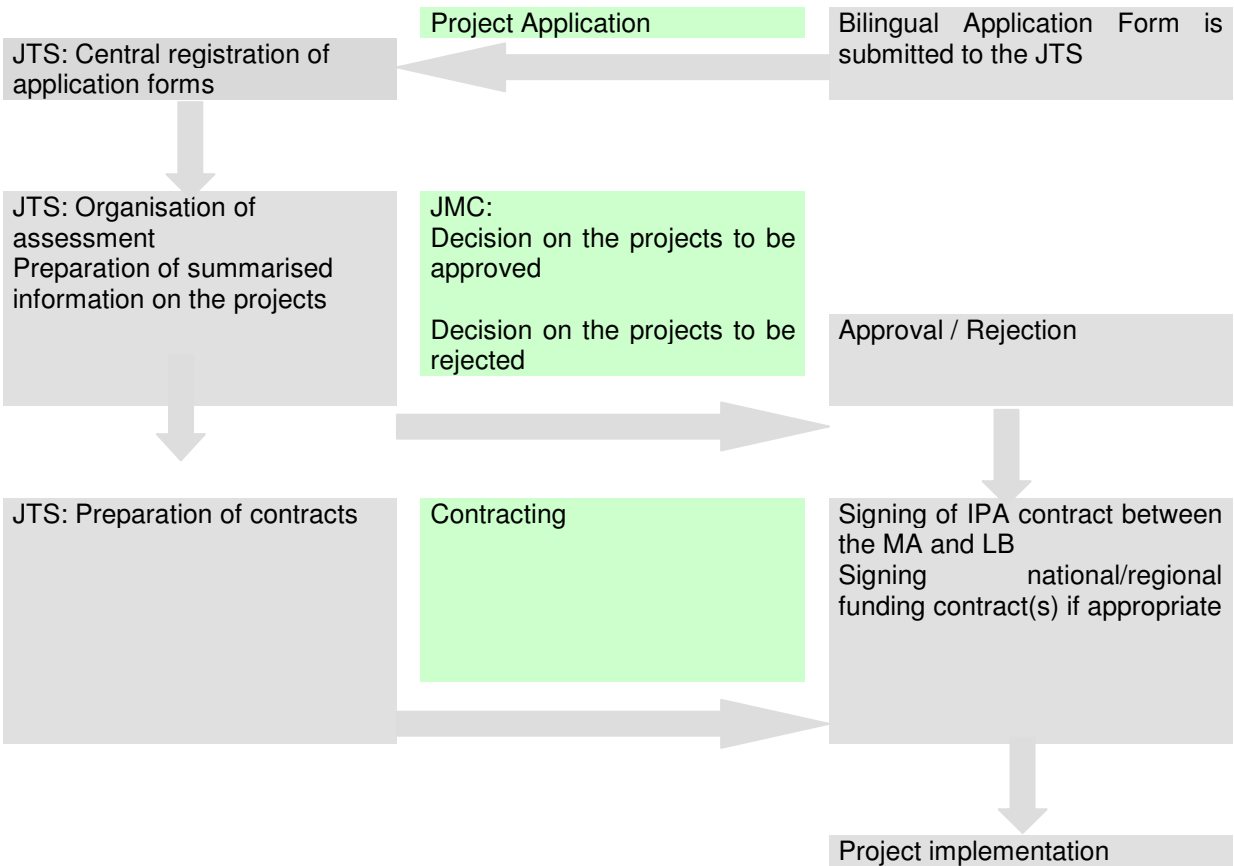 Project Application
Bilingual Application Form is
submitted to the JTS
JTS: Central registration of
application forms
JTS: Organisation of
assessment
Preparation of summarised
information on the projects
JMC:
Decision on the projects to be
approved
Decision on the projects to be
rejected
Approval / Rejection
JTS: Preparation of contracts
Contracting
Signing of IPA contract between
the MA and LB
Signing national/regional
funding contract(s) if appropriate
Project implementation